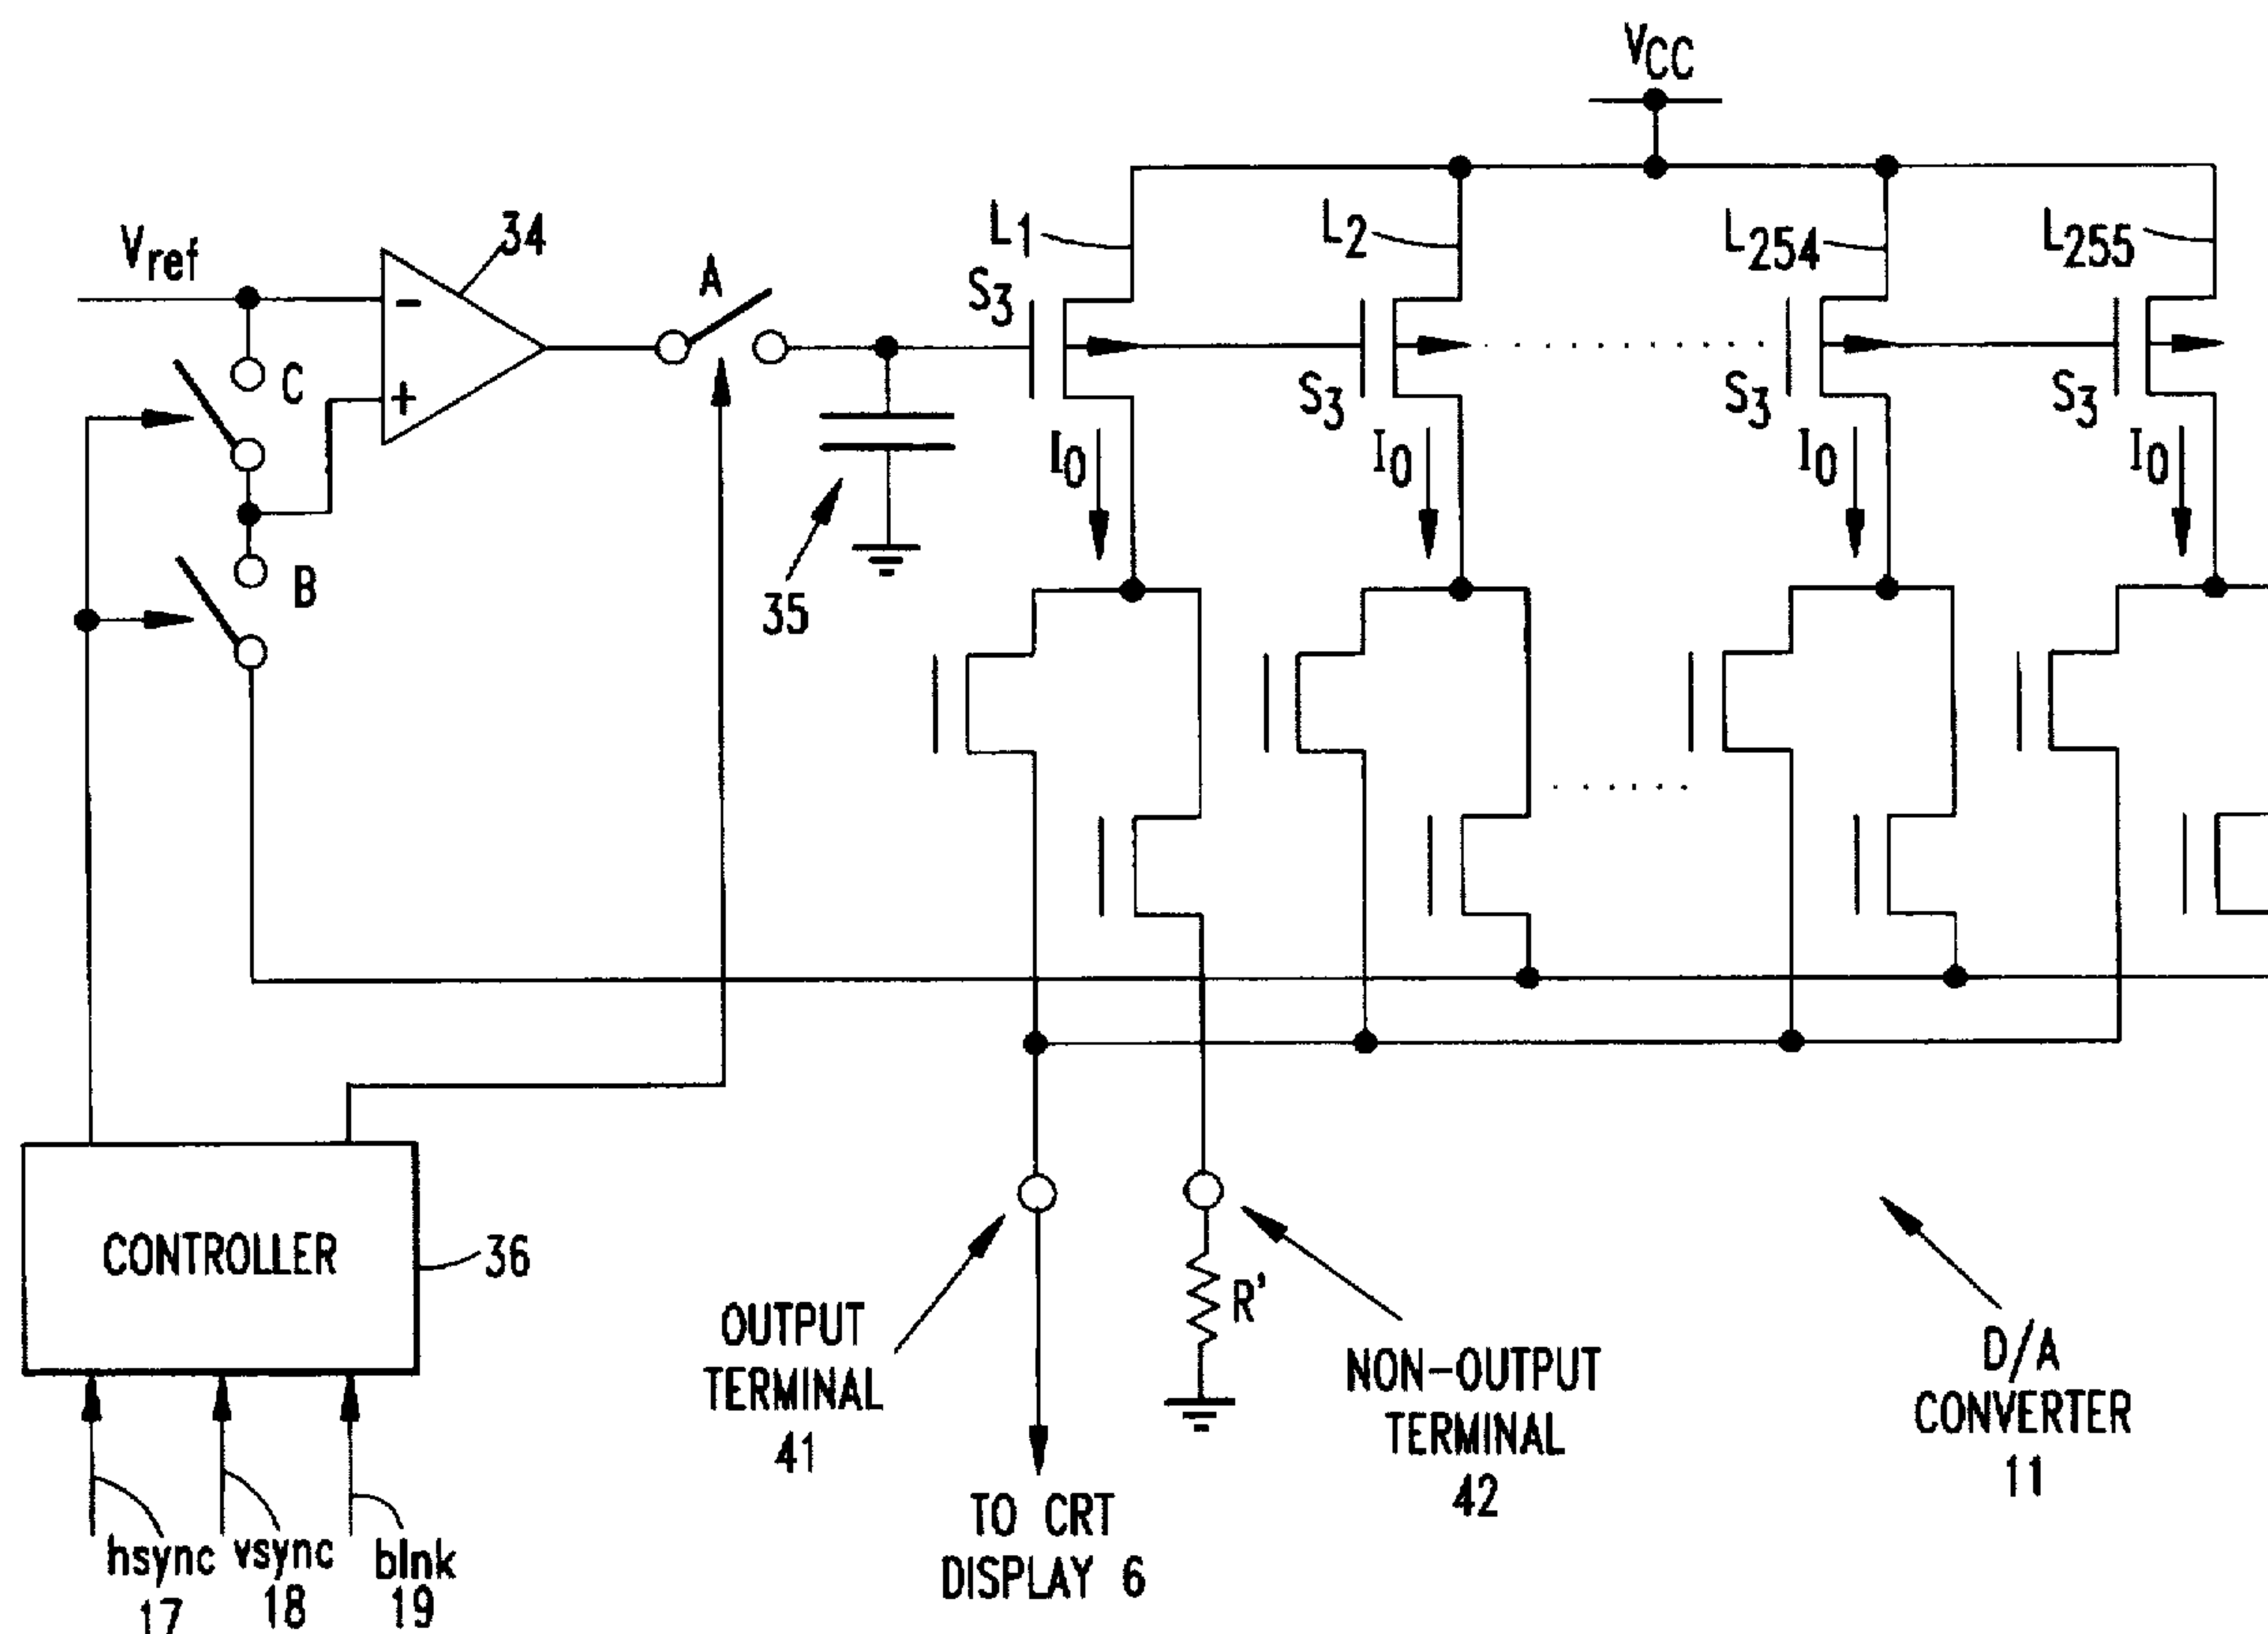 VCC
Vref
34
A
L1
L2
L254
L255
S3
S3
S3
S3
−
+
C
B
35
I0
I0
I0
I0
CONTROLLER
36
R'
OUTPUT
TERMINAL
41
NON-OUTPUT
TERMINAL
42
D/A
CONVERTER
11
TO CRT
DISPLAY 6
hsync
17
vsync
18
blnk
19